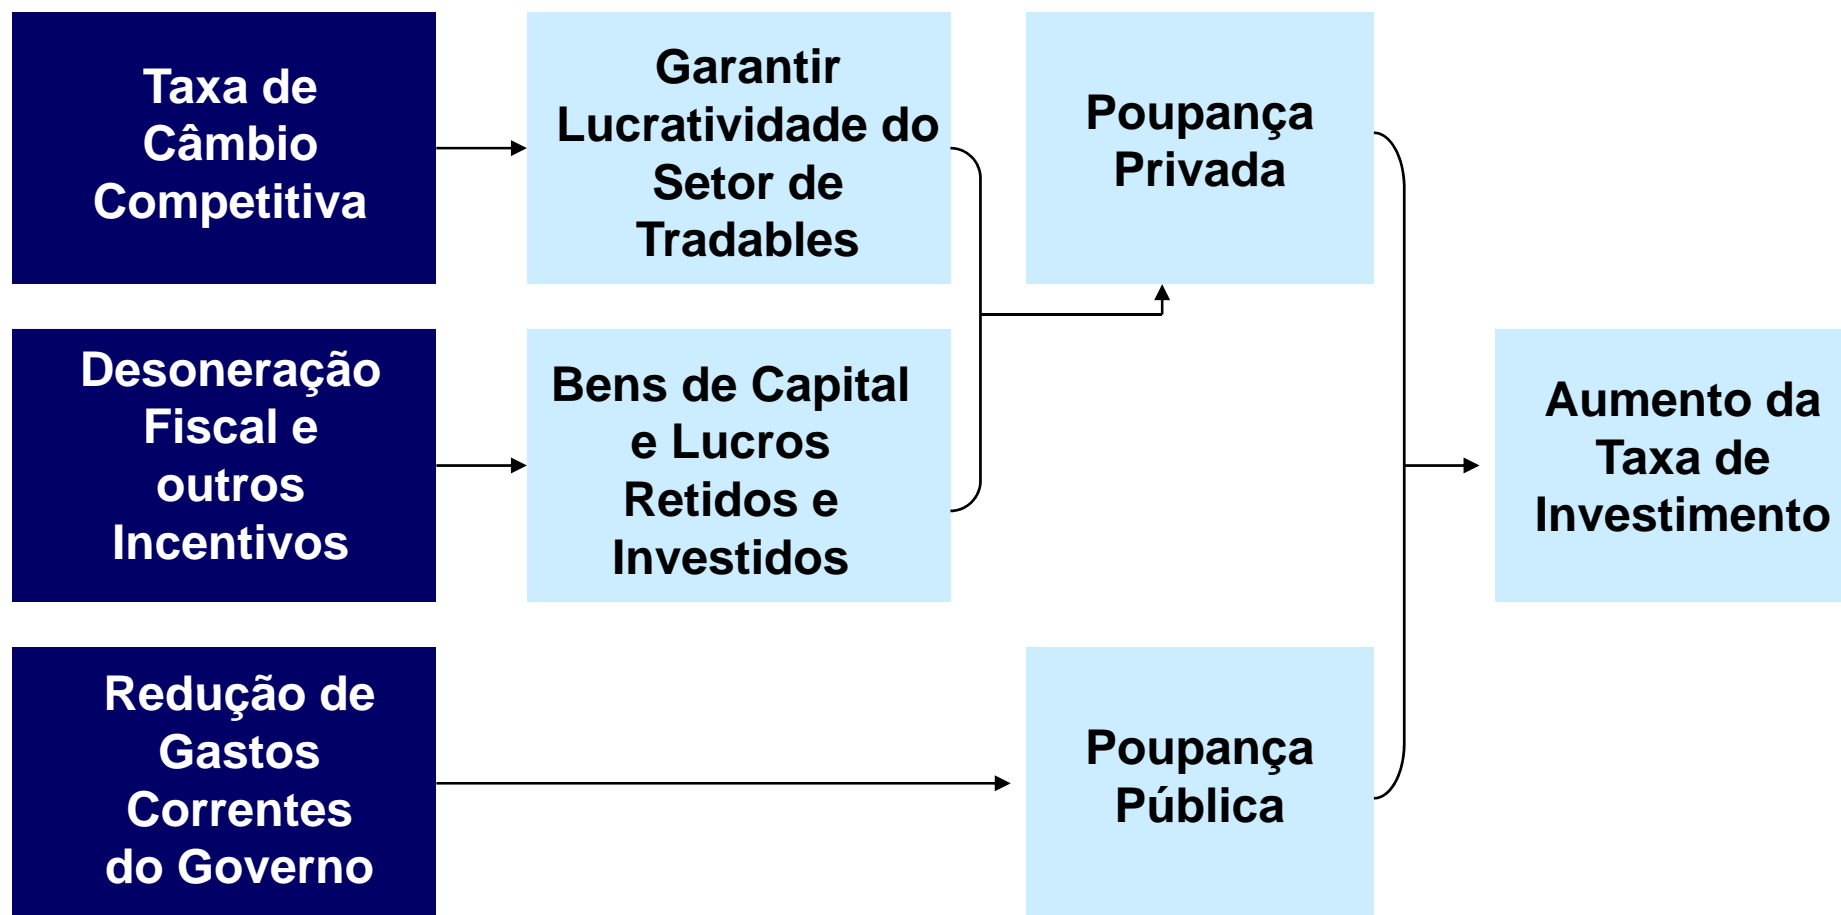 Taxa de
Câmbio
Competitiva
Garantir
Lucratividade do
Setor de
Tradables
Poupança
Privada
Desoneração
Fiscal e
outros
Incentivos
Bens de Capital
e Lucros
Retidos e
Investidos
Aumento da
Taxa de
Investimento
Redução de
Gastos
Correntes
do Governo
Poupança
Pública